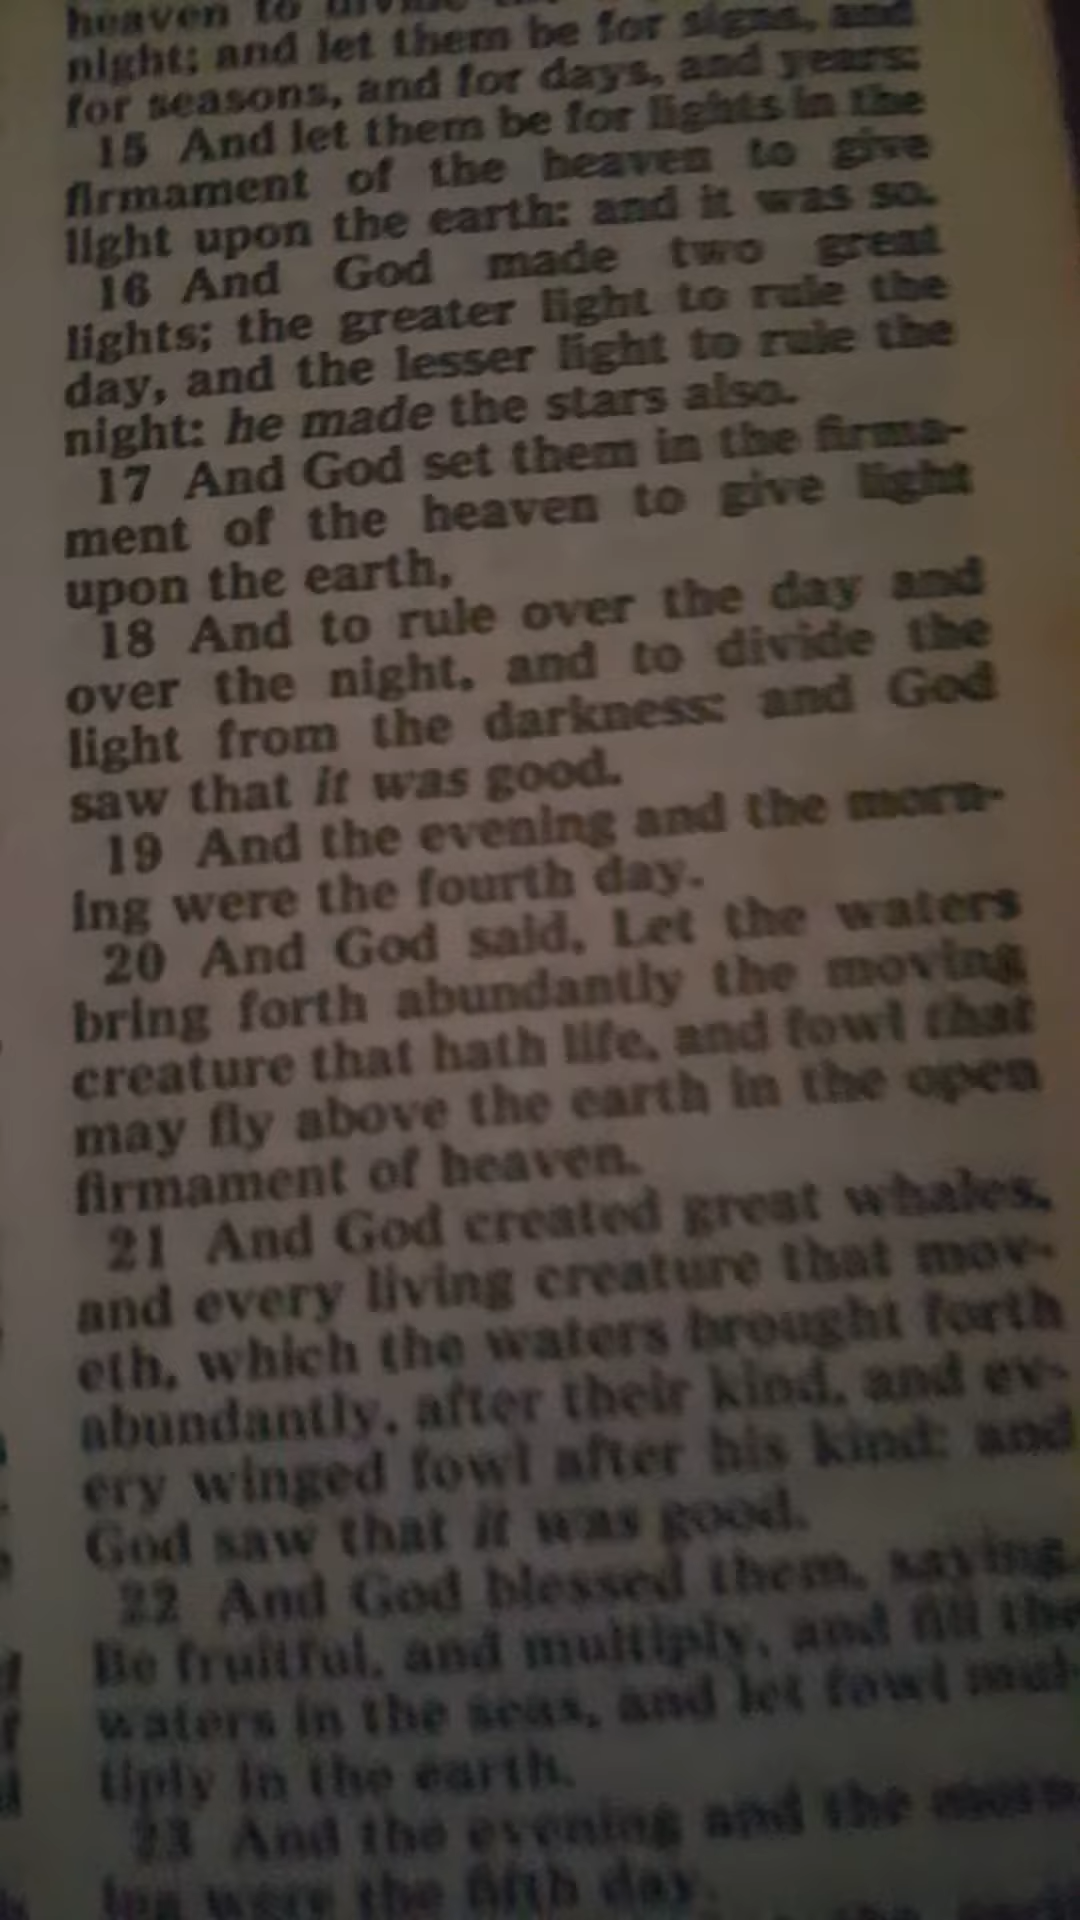 heaven to divide the
night; and let them be for signs, and
for seasons, and for days, and years:
15 And let them be for lights in the
firmament of the heaven to give
light upon the earth: and it was so.
16 And God made two great
lights; the greater light to rule the
day, and the lesser light to rule the
night: he made the stars also.
17 And God set them in the firma-
ment of the heaven to give light
upon the earth,
18 And to rule over the day and
over the night, and to divide the
light from the darkness: and God
saw that it was good.
19 And the evening and the morn-
ing were the fourth day.
20 And God said, Let the waters
bring forth abundantly the moving
creature that hath life, and fowl that
may fly above the earth in the open
firmament of heaven.
21 And God created great whales,
and every living creature that mov-
eth, which the waters brought forth
abundantly, after their kind, and ev-
ery winged fowl after his kind: and
God saw that it was good.
22 And God blessed them, saying,
Be fruitful, and multiply, and fill the
waters in the seas, and let fowl mul-
tiply in the earth.
23 And the evening and the morn-
ing were the fifth day.